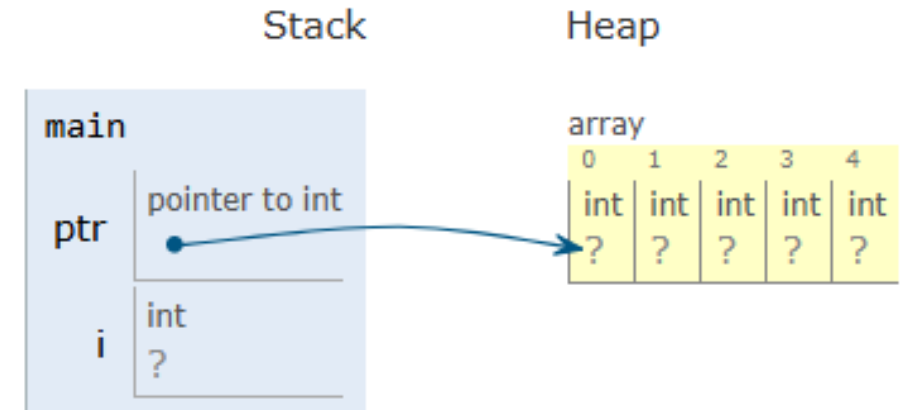 Stack Heap
main
array
0 1 2 3 4
ptr pointer to int
int int int int int
? ? ? ? ?
i int
?